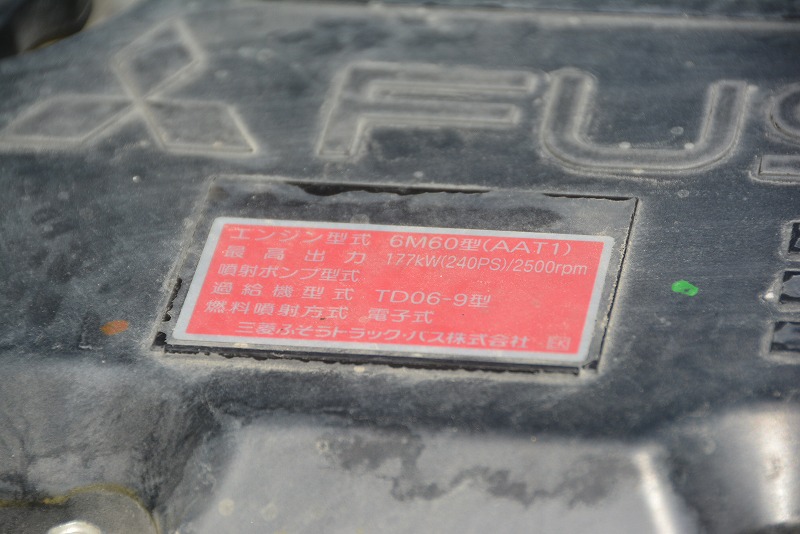 FUS
エンジン型式 6M60型(AAT1)
最高出力 177kW(240PS)/2500rpm
噴射ポンプ型式
過給機型式 TD06-9型
燃料噴射方式 電子式
三菱ふそうトラック・バス株式会社